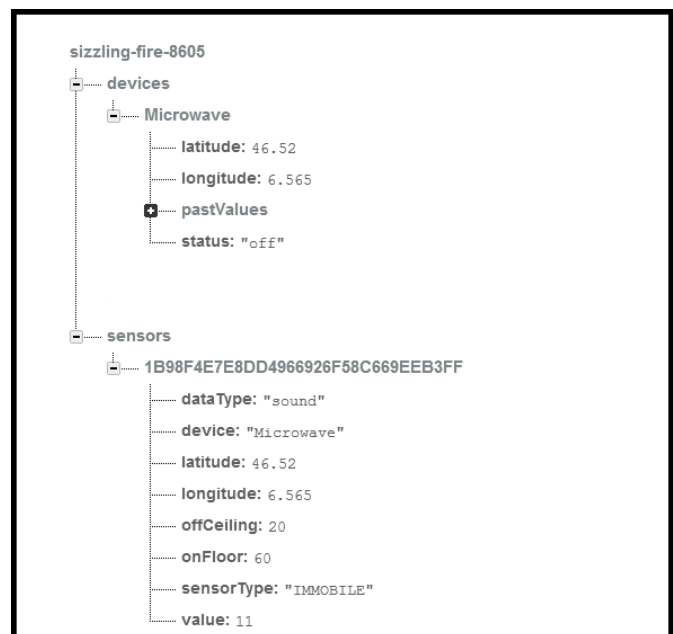 sizzling-fire-8605
devices
Microwave
latitude: 46.52
longitude: 6.565
pastValues
status: "off"
sensors
1B98F4E7E8DD4966926F58C669EEB3FF
dataType: "sound"
device: "Microwave"
latitude: 46.52
longitude: 6.565
offCeiling: 20
onFloor: 60
sensorType: "IMMOBILE"
value: 11